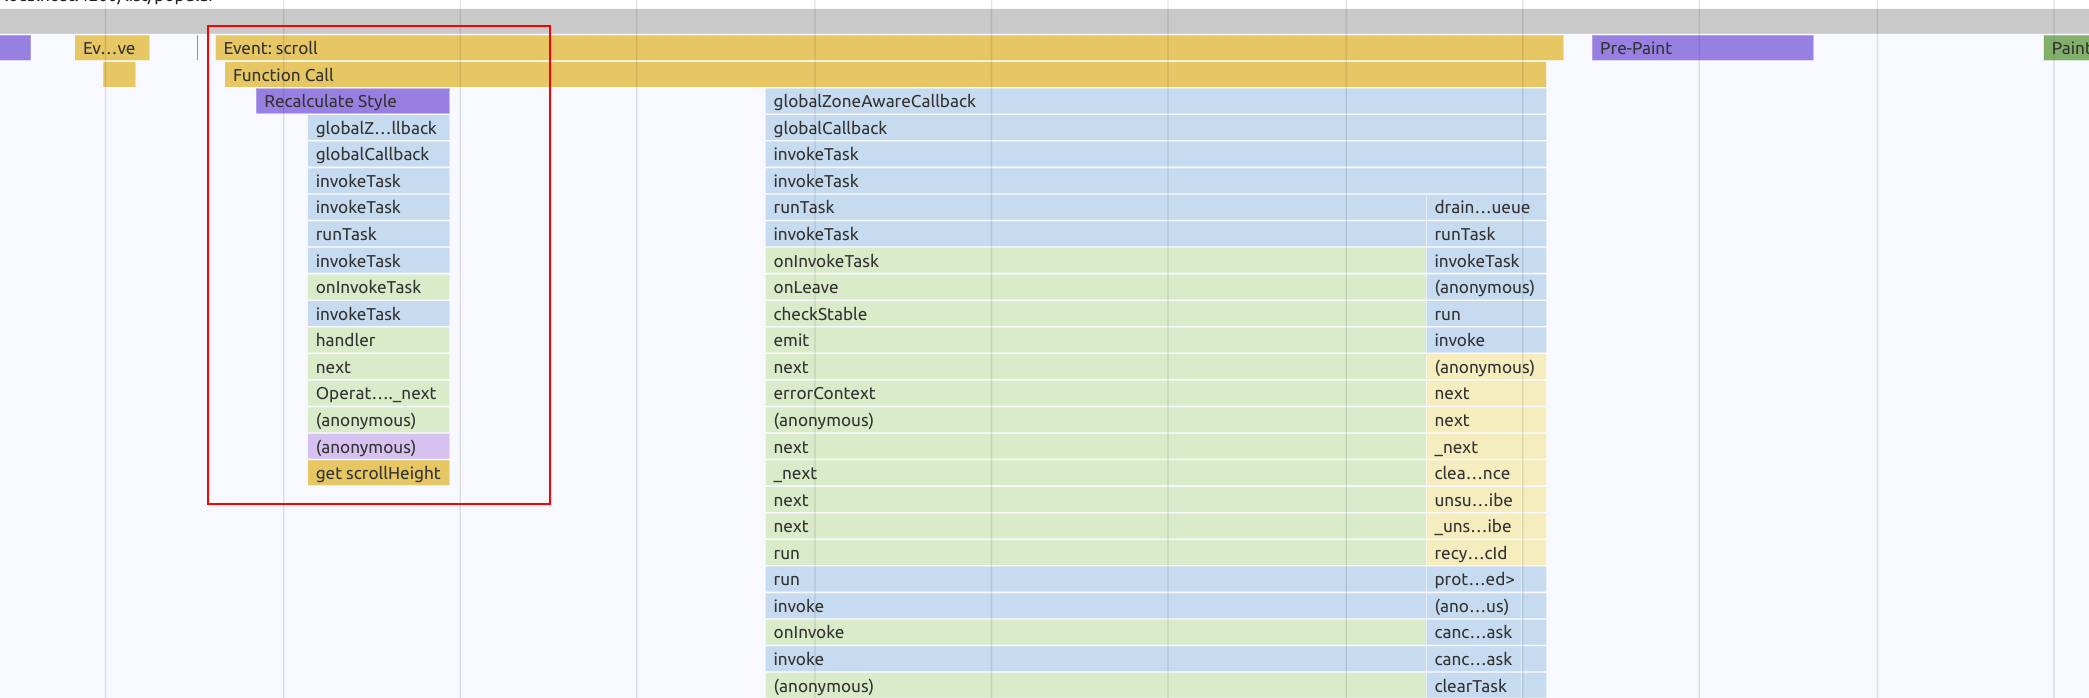 Ev…ve
Event: scroll
Pre-Paint
Paint
Function Call
Recalculate Style
globalZ…llback
globalCallback
invokeTask
invokeTask
runTask
invokeTask
onInvokeTask
invokeTask
handler
next
Operat…._next
(anonymous)
(anonymous)
get scrollHeight
globalZoneAwareCallback
globalCallback
invokeTask
invokeTask
runTask
invokeTask
onInvokeTask
onLeave
checkStable
emit
next
errorContext
(anonymous)
next
_next
next
next
run
run
invoke
onInvoke
invoke
(anonymous)
drain…ueue
runTask
invokeTask
(anonymous)
run
invoke
(anonymous)
next
next
_next
clea…nce
unsu…ibe
_uns…ibe
recy…cId
prot…ed>
(ano…us)
canc…ask
canc…ask
clearTask